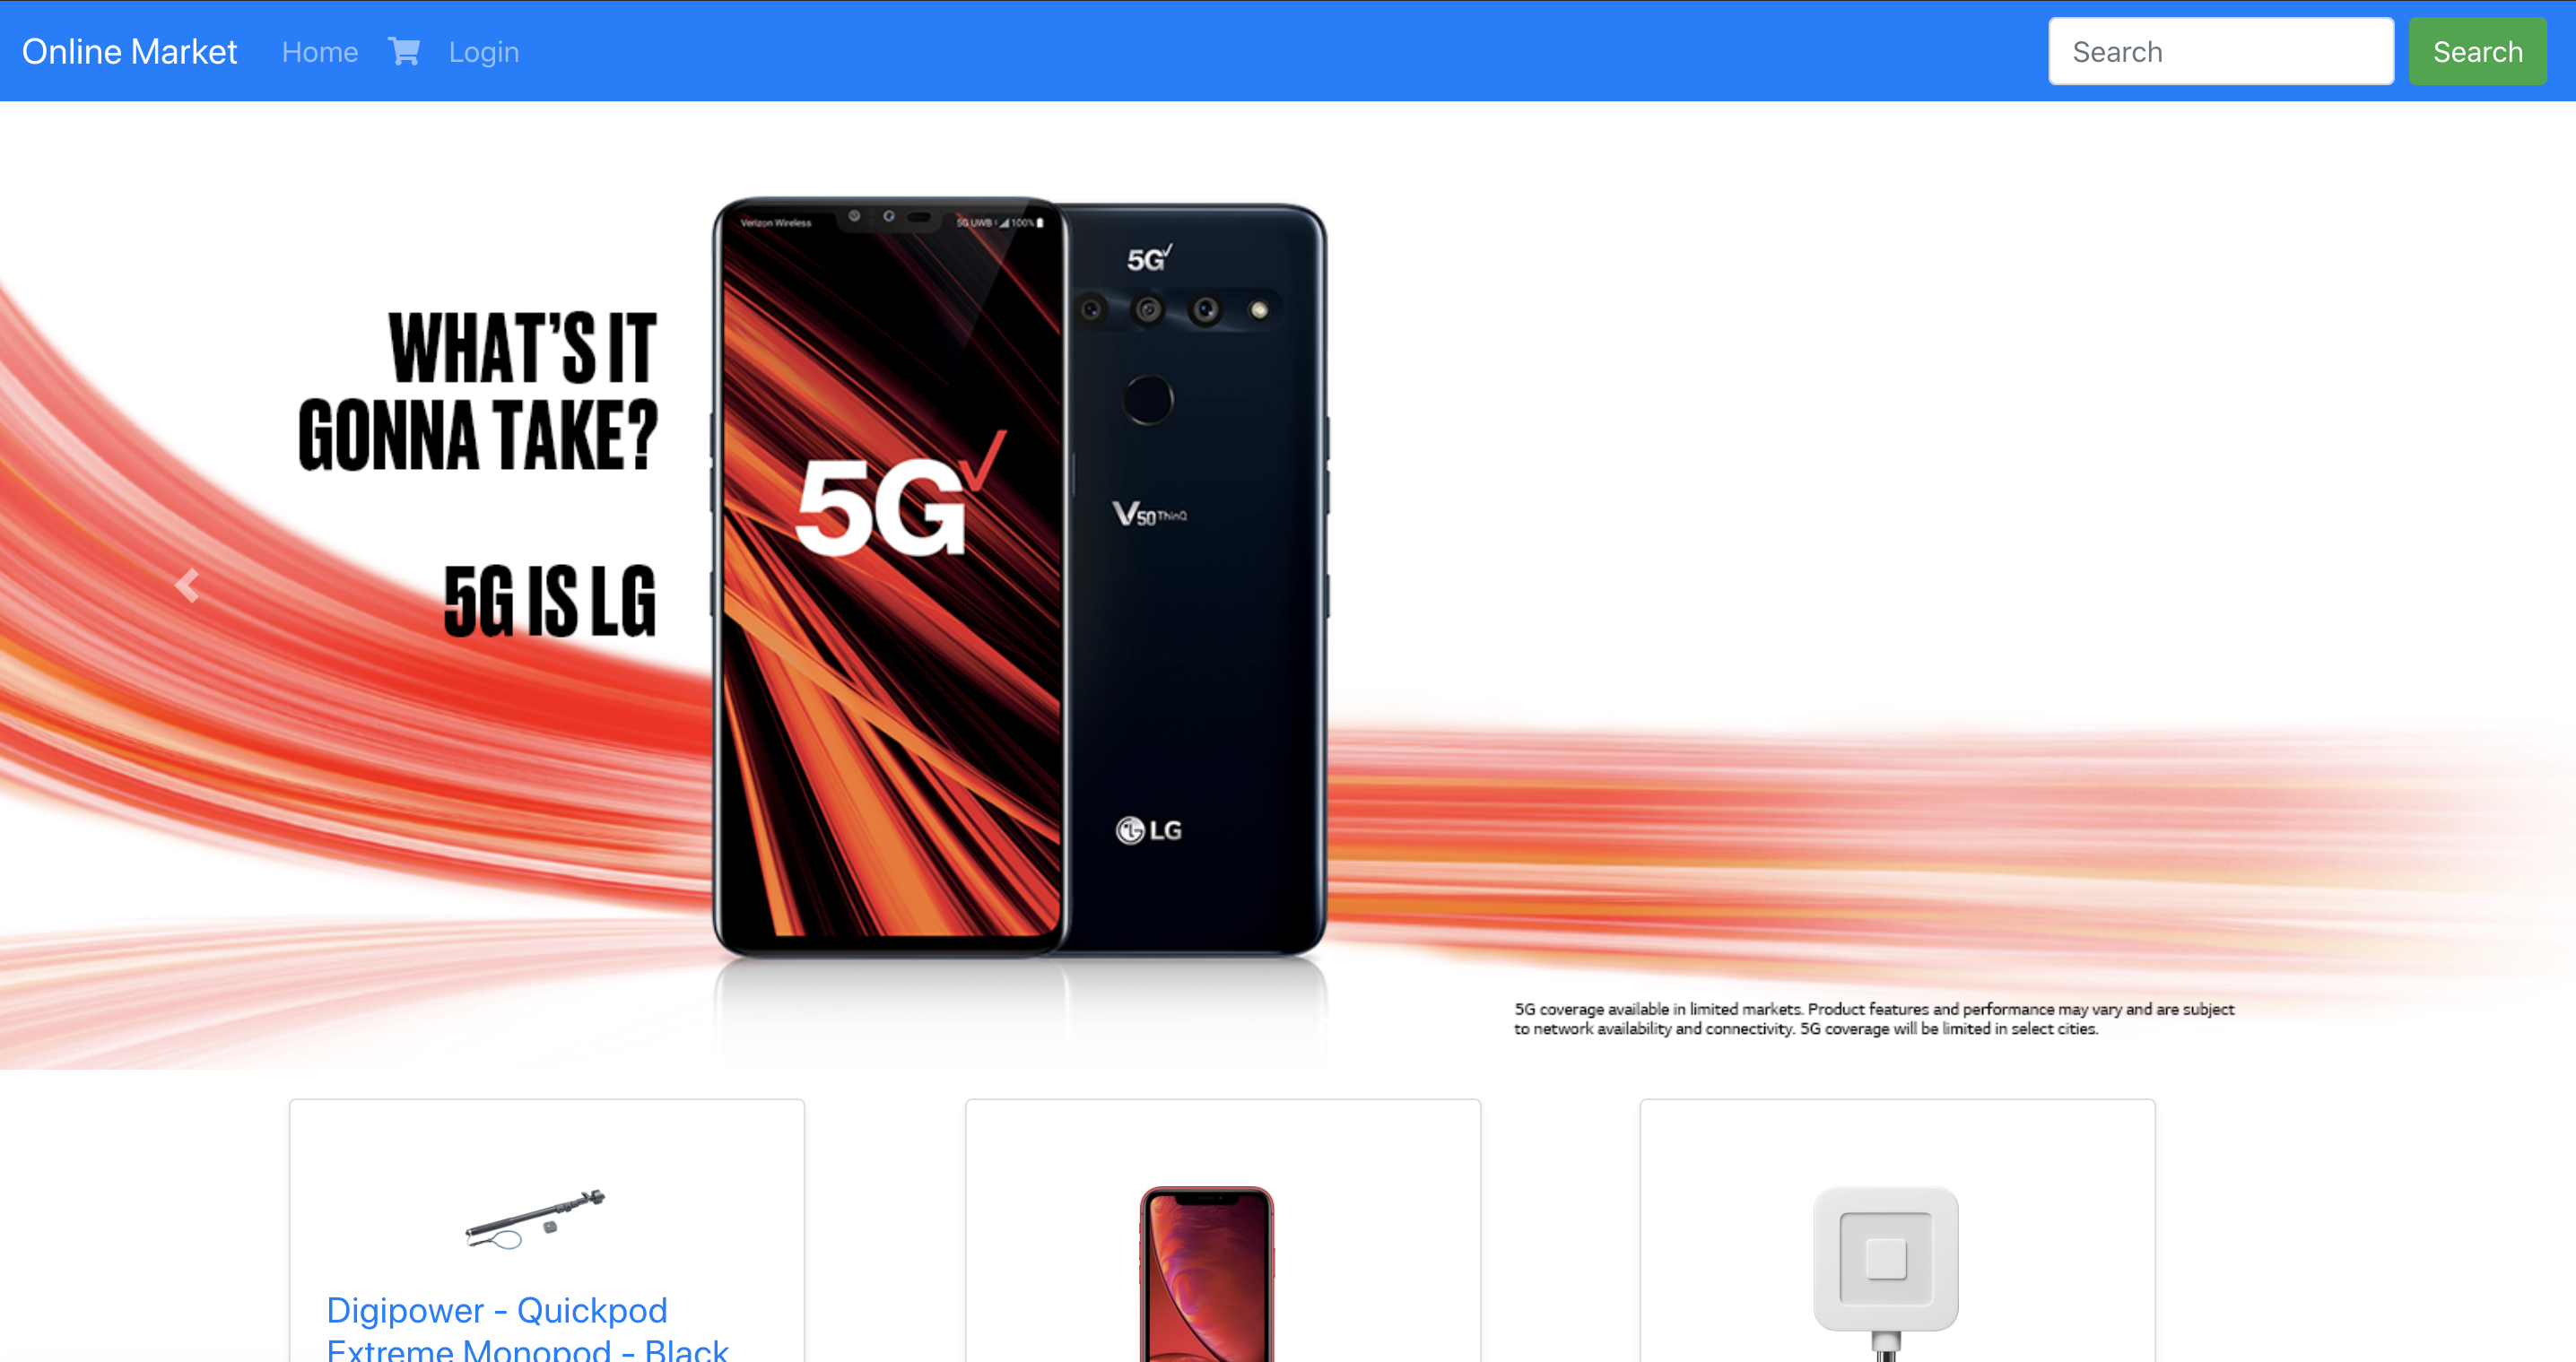 Online Market
Home
Login
Search
Search
Verizon Wireless
5G UWB
100%
5G
WHAT'S IT
GONNA TAKE?
5G
V50 ThinQ
5G IS LG
LG
5G coverage available in limited markets. Product features and performance may vary and are subject
to network availability and connectivity. 5G coverage will be limited in select cities.
Digipower - Quickpod
Extreme Monopod - Black